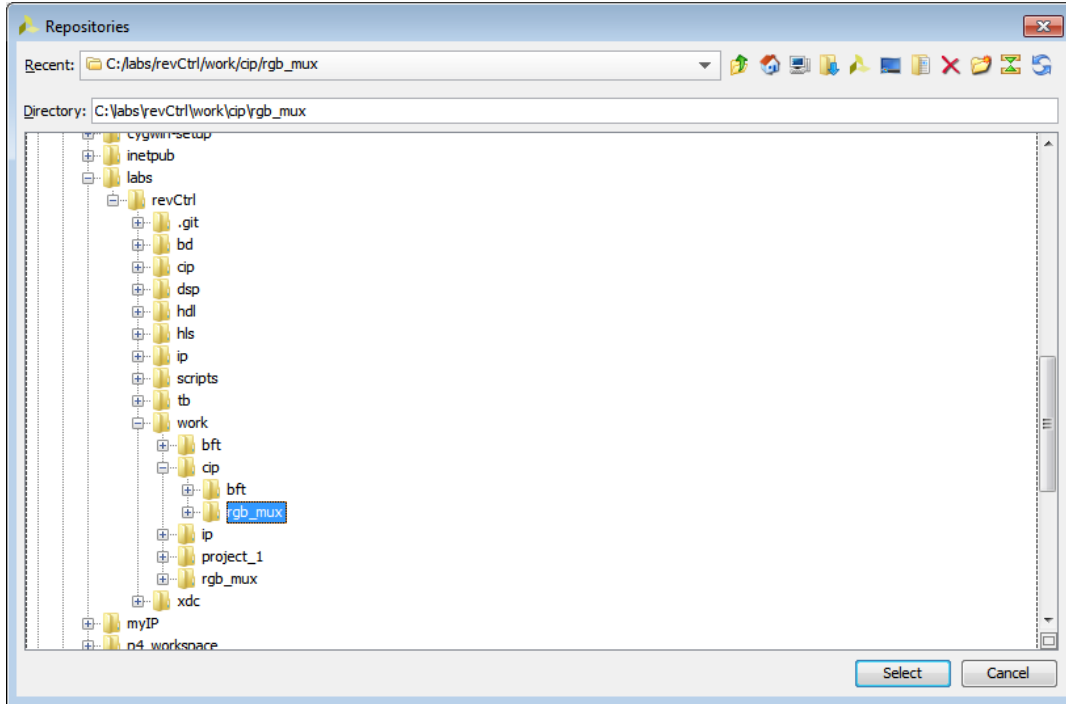 Repositories
Recent: C:/labs/revCtrl/work/cip/rgb_mux
Directory: C:\labs\revCtrl\work\cip\rgb_mux
cygwin-setup
inetpub
labs
revCtrl
.git
bd
cip
dsp
hdl
hls
ip
scripts
tb
work
bft
cip
bft
rgb_mux
ip
project_1
rgb_mux
xdc
myIP
p4_workspace
Select Cancel